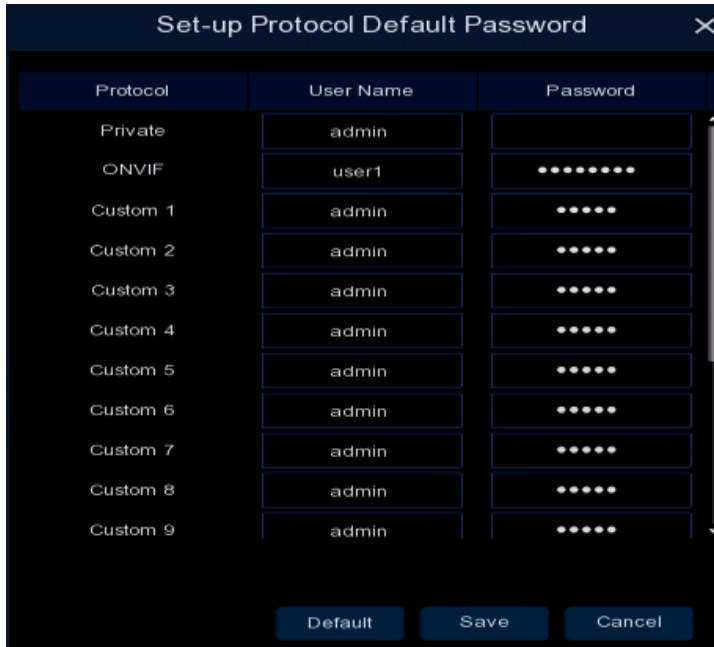 Set-up Protocol Default Password
Protocol User Name Password
Private admin
ONVIF user1 ••••••••
Custom 1 admin •••••
Custom 2 admin •••••
Custom 3 admin •••••
Custom 4 admin •••••
Custom 5 admin •••••
Custom 6 admin •••••
Custom 7 admin •••••
Custom 8 admin •••••
Custom 9 admin •••••
Default Save Cancel